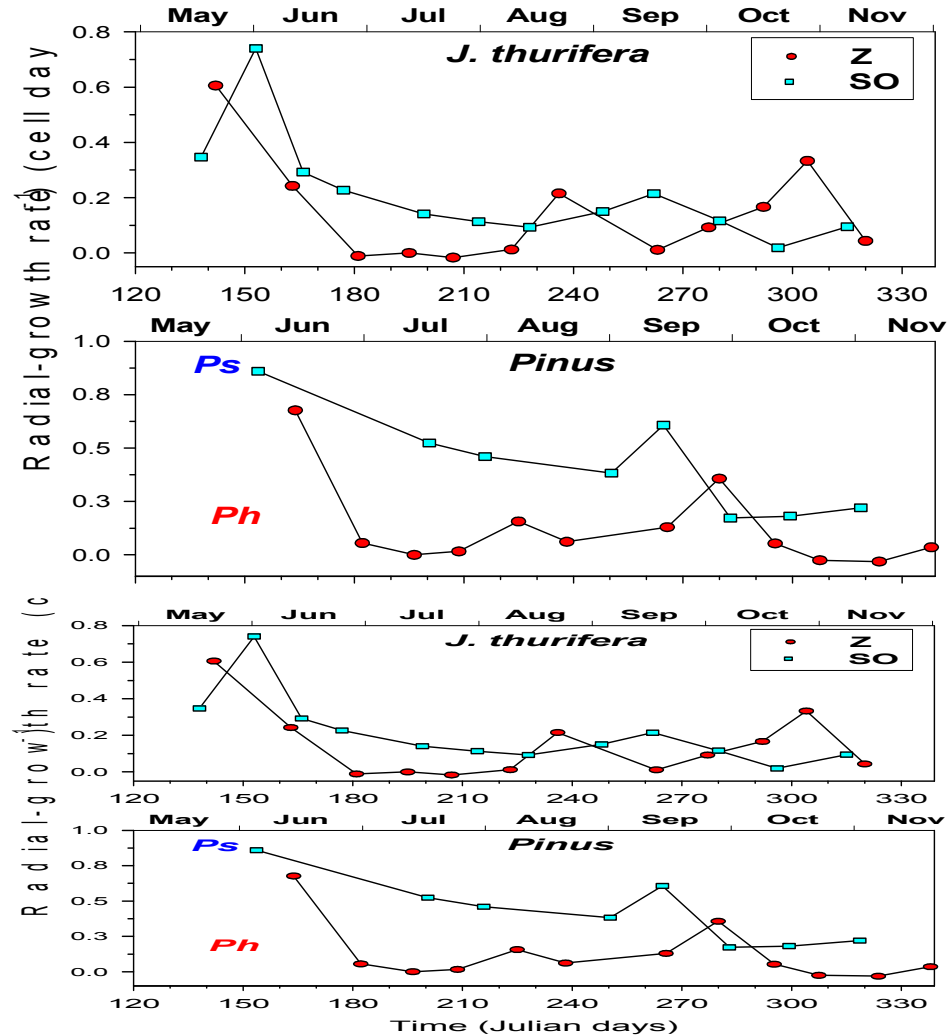 May Jun Jul Aug Sep Oct Nov
0.8
J. thurifera
Z
SO
0.6
0.4
0.2
0.0
120 150 180 210 240 270 300 330
Radial-growth rate (cell day
-1)
May Jun Jul Aug Sep Oct Nov
1.0
Ps
Pinus
0.8
0.5
0.3
Ph
0.0
May Jun Jul Aug Sep Oct Nov
0.8
J. thurifera
Z
SO
0.6
0.4
0.2
0.0
120 150 180 210 240 270 300 330
Radial-growth rate (c
May Jun Jul Aug Sep Oct Nov
1.0
Ps
Pinus
0.8
0.5
0.3
Ph
0.0
120 150 180 210 240 270 300 330
Time (Julian days)